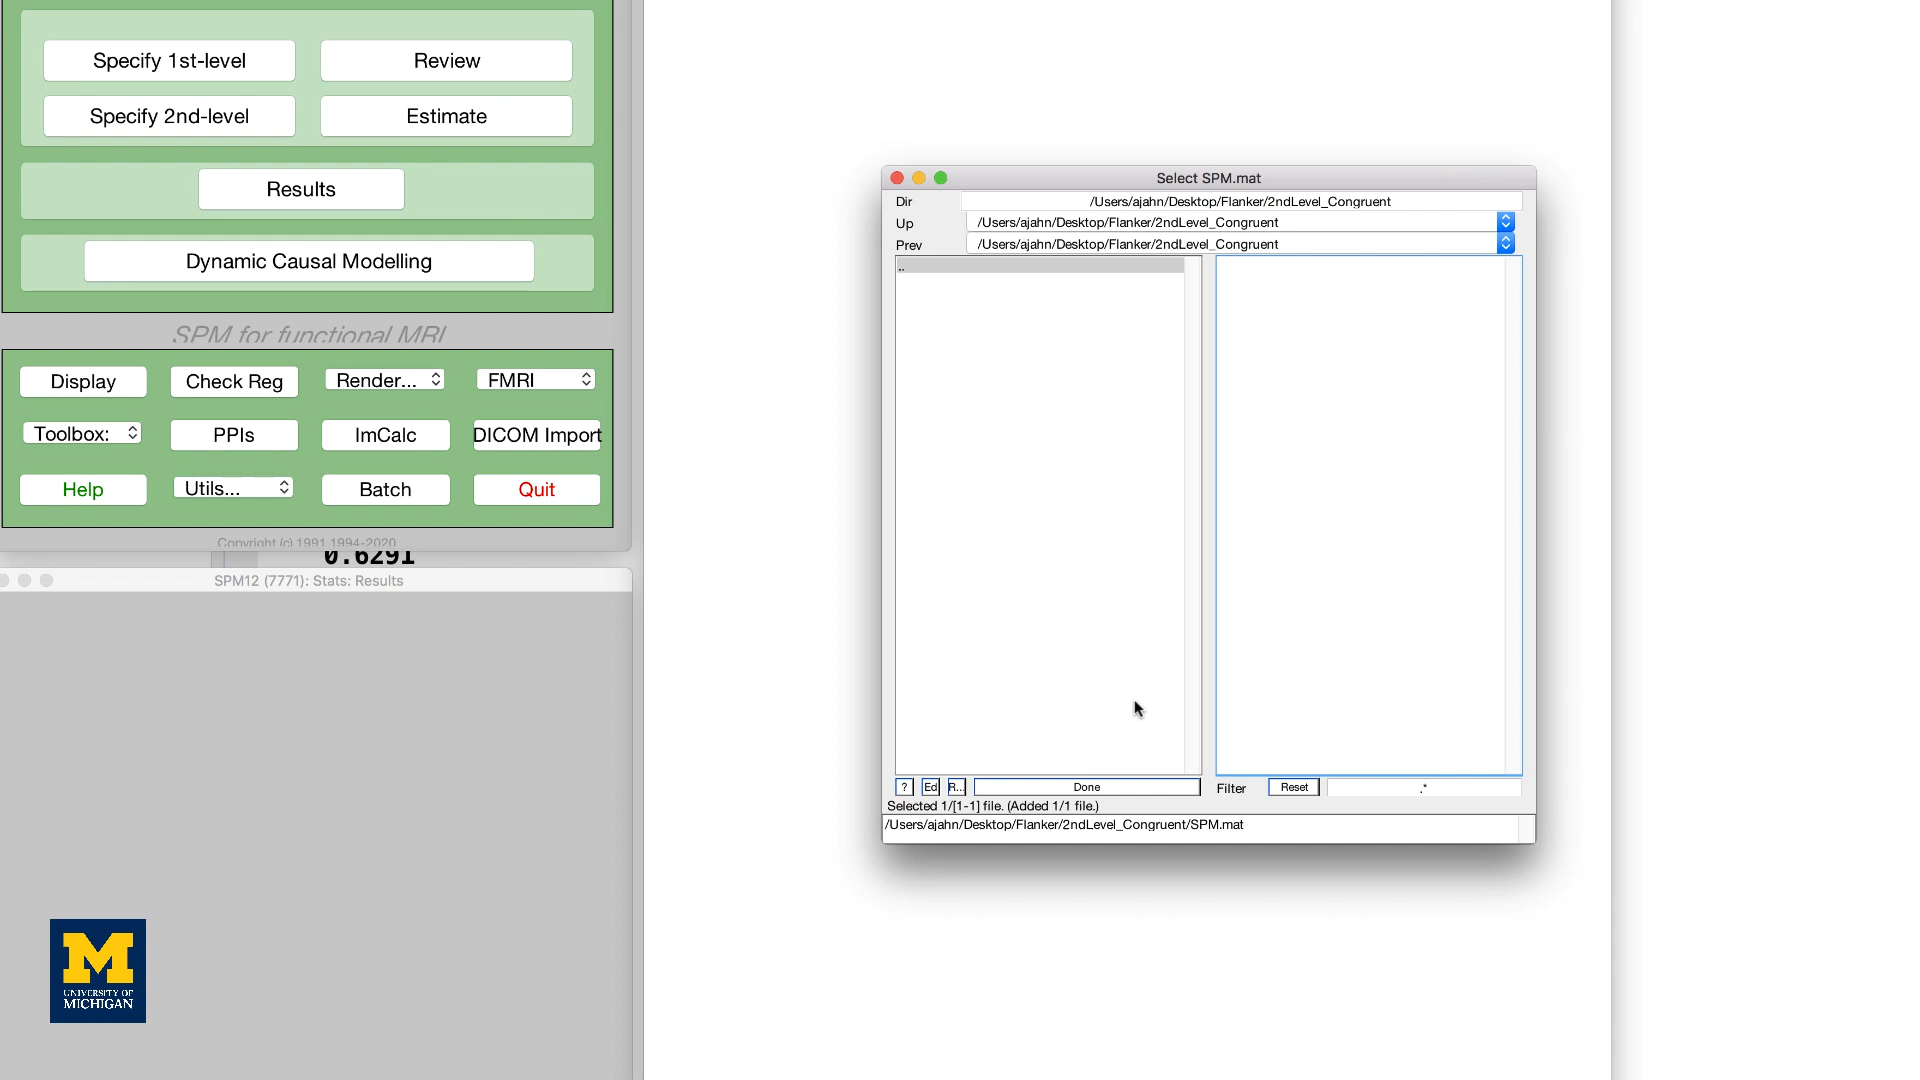 Specify 1st-level
Review
Specify 2nd-level
Estimate
Results
Dynamic Causal Modelling
SPM for functional MRI
Display
Check Reg
Render...
FMRI
Toolbox:
PPIs
ImCalc
DICOM Import
Help
Utils...
Batch
Quit
Copyright (c) 1991,1994-2020
0.6291
SPM12 (7771): Stats: Results
UNIVERSITY OF
MICHIGAN
Select SPM.mat
Dir
/Users/ajahn/Desktop/Flanker/2ndLevel_Congruent
Up
/Users/ajahn/Desktop/Flanker/2ndLevel_Congruent
Prev
/Users/ajahn/Desktop/Flanker/2ndLevel_Congruent
..
?
Ed
R...
Done
Filter
Reset
.*
Selected 1/[1-1] file. (Added 1/1 file.)
/Users/ajahn/Desktop/Flanker/2ndLevel_Congruent/SPM.mat